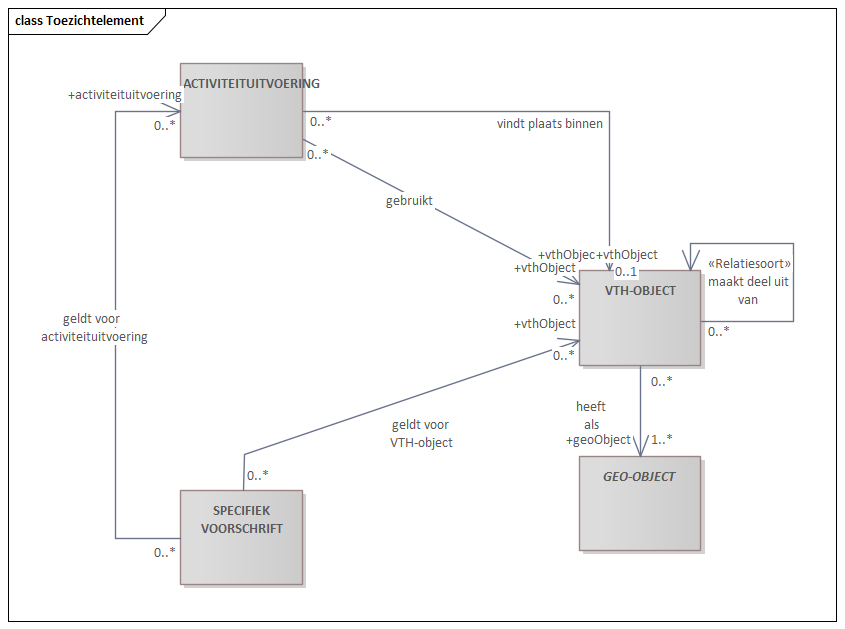 class Toezichtelement
ACTIVITEITUITVOERING
+activiteituitvoering
0..*
0..*
vindt plaats binnen
0..*
gebruikt
+vthObjec
+vthObject
+vthObject
0..1
0..*
VTH-OBJECT
«Relatiesoort»
maakt deel uit
van
0..*
+vthObject
0..*
geldt voor
activiteituitvoering
0..*
heeft
als
+geoObject
1..*
geldt voor
VTH-object
0..*
GEO-OBJECT
SPECIFIEK
VOORSCHRIFT
0..*